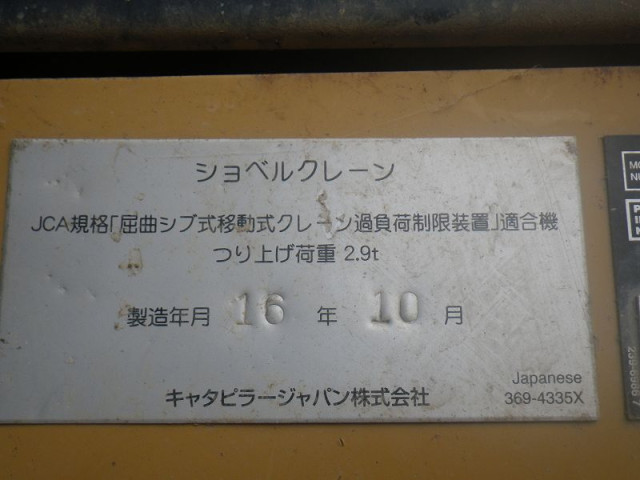 ショベルクレーン
JCA規格「屈曲ジブ式移動式クレーン過負荷制限装置」適合機
つり上げ荷重 2.9t
製造年月 16 年 10 月
キャタピラージャパン株式会社
Japanese
369-4335X